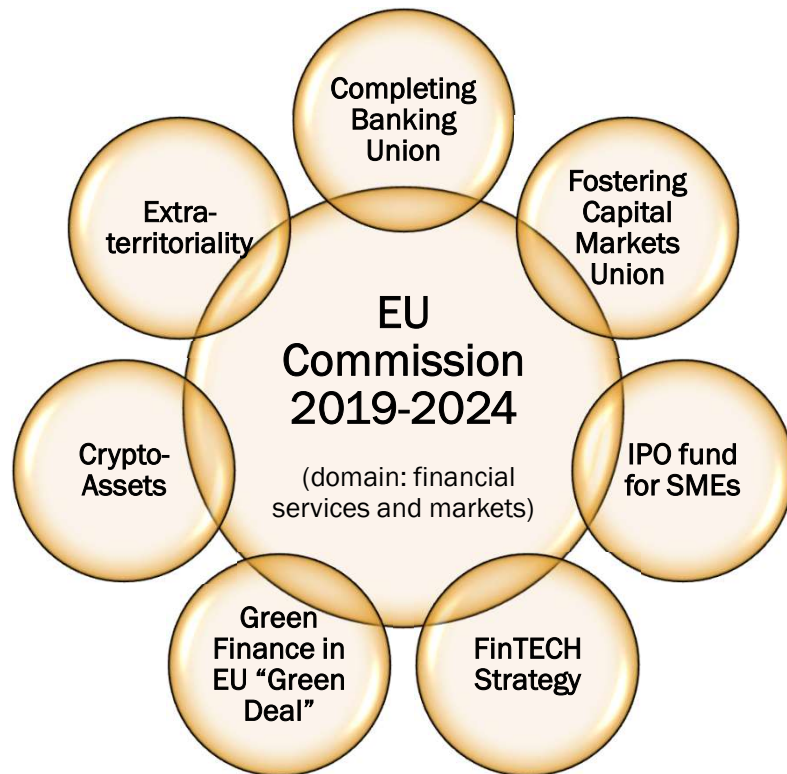 Completing
Banking
Union
Fostering
Capital
Markets
Union
IPO fund
for SMEs
FinTECH
Strategy
Green
Finance in
EU “Green
Deal”
Crypto-
Assets
Extra-
territoriality
EU
Commission
2019-2024
(domain: financial
services and markets)